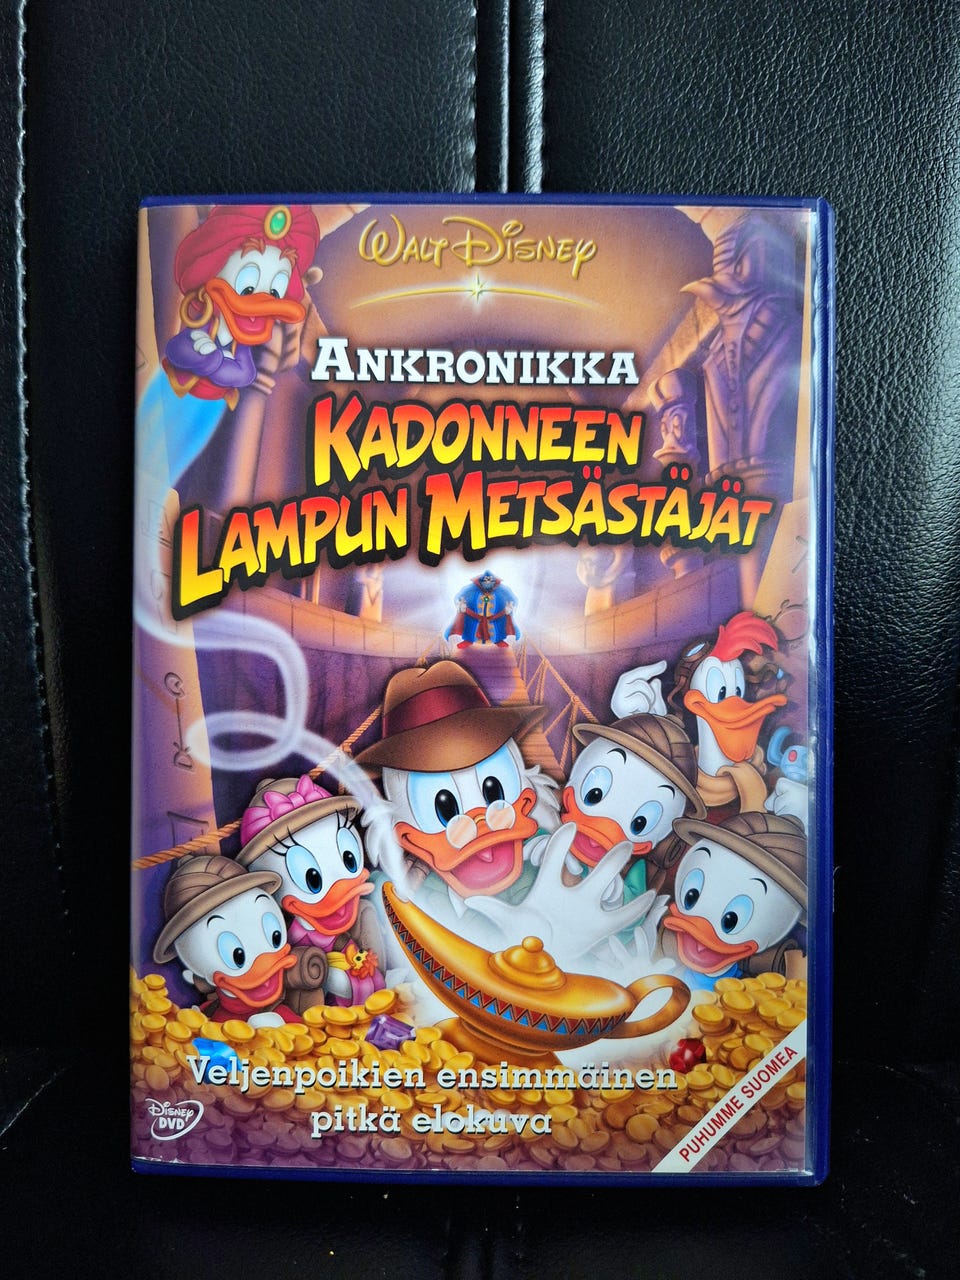 WALT DISNEY
ANKRONIKKA
KADONNEEN
LAMPUN METSÄSTÄJÄT
Veljenpoikien ensimmäinen
pitkä elokuva
DISNEY
DVD
PUHUMME SUOMEA